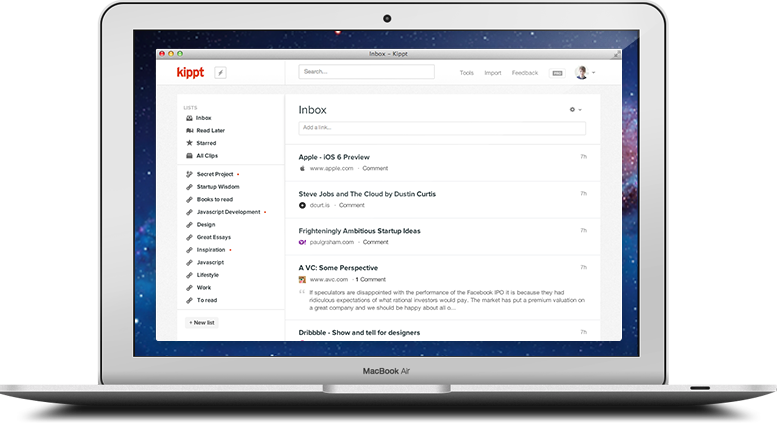 Inbox – Kippt
kippt
Search...
Tools
Import
Feedback
PRO
LISTS
Inbox
Read Later
Starred
All Clips
Secret Project
Startup Wisdom
Books to read
Javascript Development
Design
Great Essays
Inspiration
Javascript
Lifestyle
Work
To read
+ New list
Inbox
Add a link...
Apple - iOS 6 Preview 7h
www.apple.com · Comment
Steve Jobs and The Cloud by Dustin Curtis 7h
dcurt.is · Comment
Frighteningly Ambitious Startup Ideas 7h
Y! paulgraham.com · Comment
A VC: Some Perspective 7h
www.avc.com · 1 Comment
“ If speculators are disappointed with the performance of the Facebook IPO it is because they had
ridiculous expectations of what rational investors would pay. The market has put a premium valuation on
a great company and we should be happy about all o...
Dribbble - Show and tell for designers 7h
MacBook Air